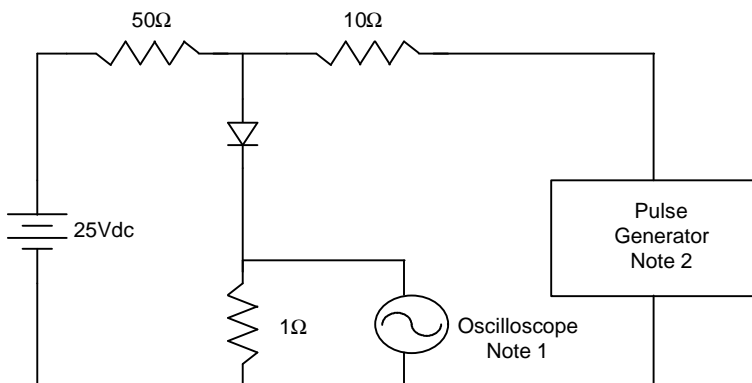 50Ω
10Ω
25Vdc
Pulse
Generator
Note 2
1Ω
Oscilloscope
Note 1